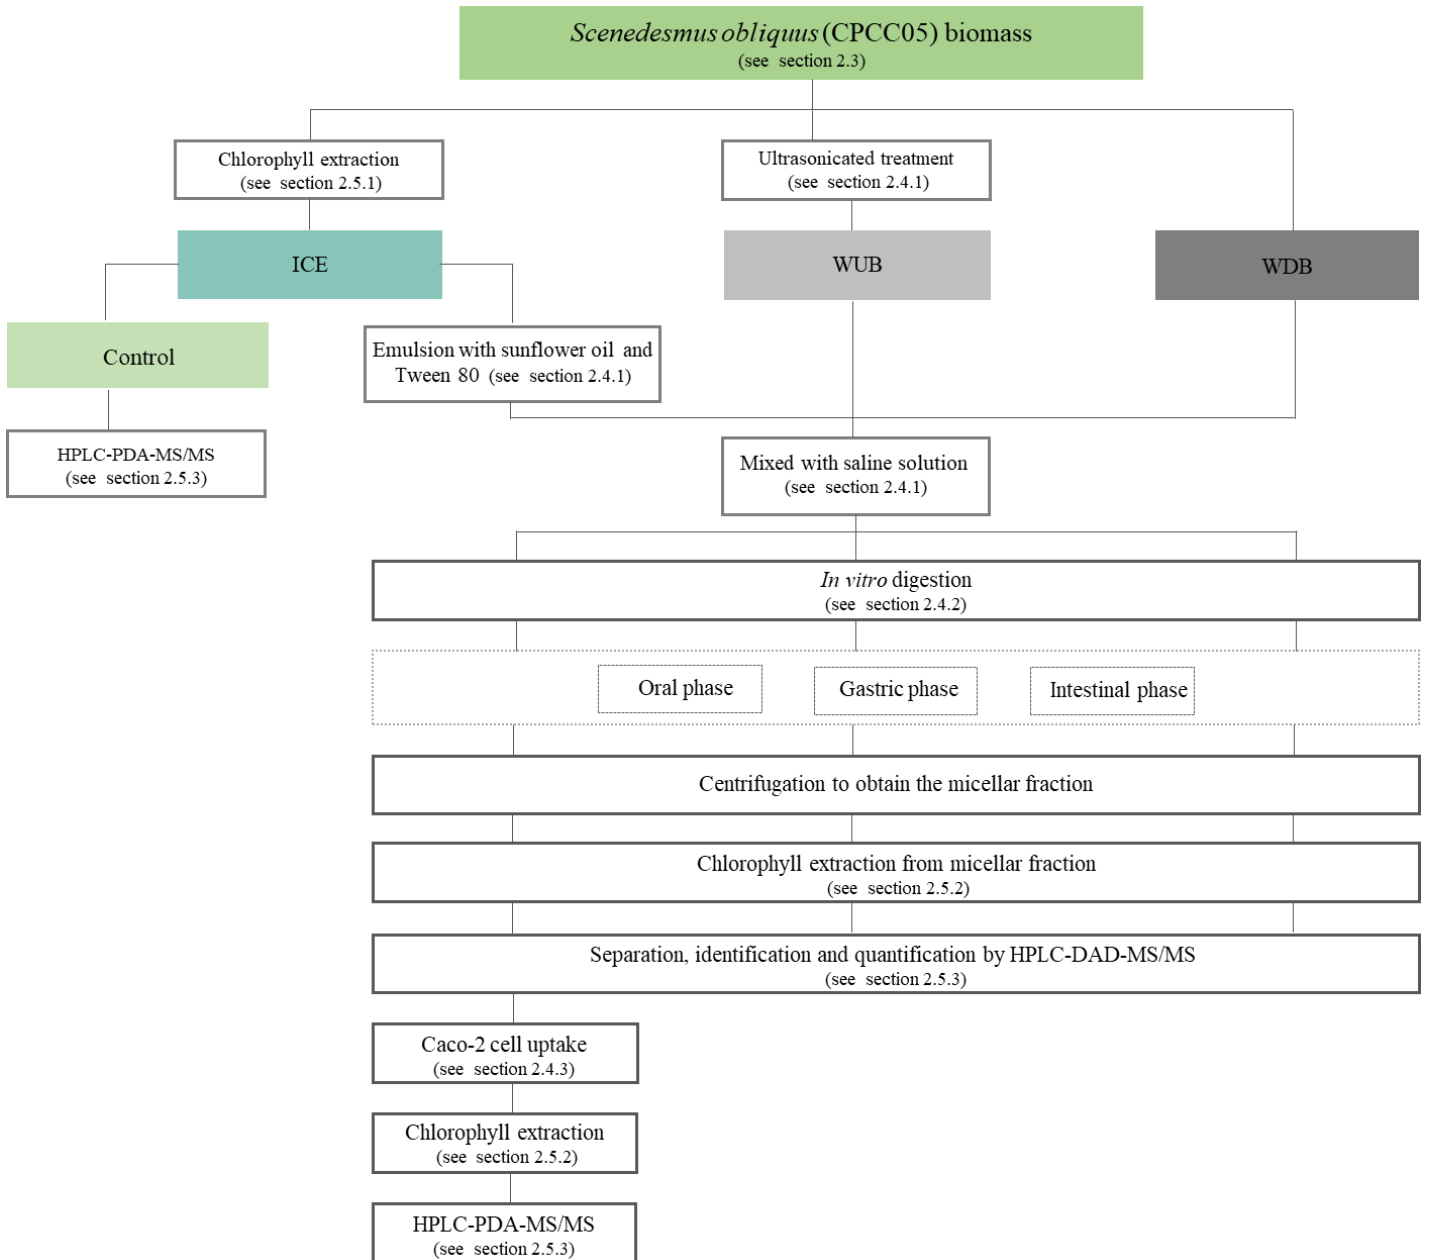 Scenedesmus obliquus (CPCC05) biomass
(see section 2.3)
Chlorophyll extraction
(see section 2.5.1)
Ultrasonicated treatment
(see section 2.4.1)
ICE
WUB
WDB
Control
Emulsion with sunflower oil and
Tween 80 (see section 2.4.1)
HPLC-PDA-MS/MS
(see section 2.5.3)
Mixed with saline solution
(see section 2.4.1)
In vitro digestion
(see section 2.4.2)
Oral phase
Gastric phase
Intestinal phase
Centrifugation to obtain the micellar fraction
Chlorophyll extraction from micellar fraction
(see section 2.5.2)
Separation, identification and quantification by HPLC-DAD-MS/MS
(see section 2.5.3)
Caco-2 cell uptake
(see section 2.4.3)
Chlorophyll extraction
(see section 2.5.2)
HPLC-PDA-MS/MS
(see section 2.5.3)